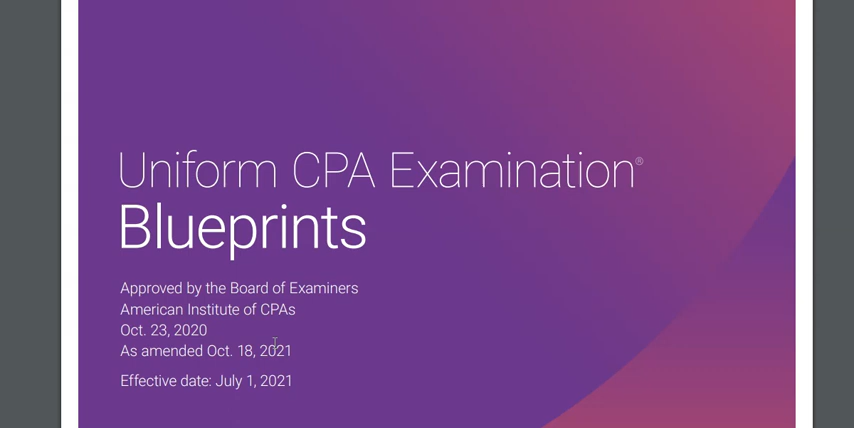 Uniform CPA Examination®
Blueprints
Approved by the Board of Examiners
American Institute of CPAs
Oct. 23, 2020
As amended Oct. 18, 2021
Effective date: July 1, 2021